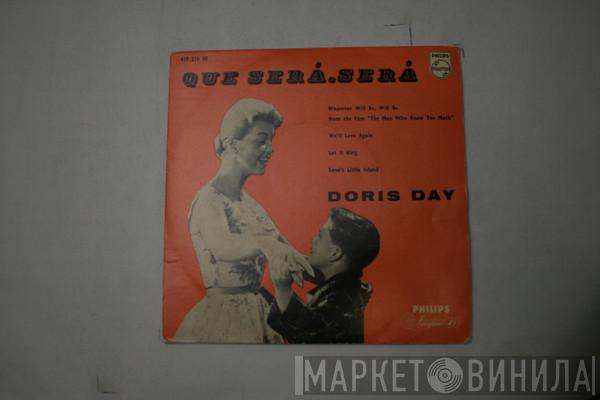 QUE SERÁ, SERÁ
PHILIPS
Whatever Will Be, Will Be
from the film "The Man Who Knew Too Much"
We'll Love Again
Let It Ring
Love's Little Island
DORIS DAY
PHILIPS
МАРКЕТ ВИНИЛА